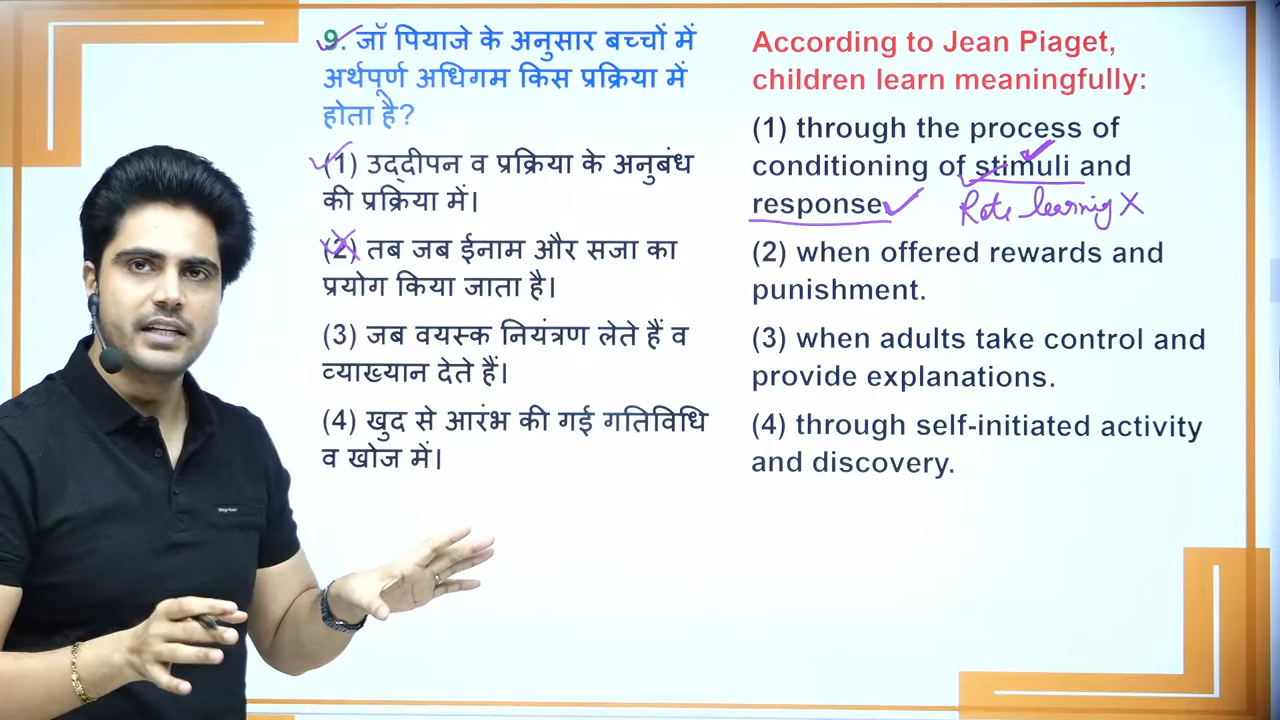 9. जॉ पियाजे के अनुसार बच्चों में
अर्थपूर्ण अधिगम किस प्रक्रिया में
होता है?
(1) उद्दीपन व प्रक्रिया के अनुबंध
की प्रक्रिया में।
(2) तब जब ईनाम और सजा का
प्रयोग किया जाता है।
(3) जब वयस्क नियंत्रण लेते हैं व
व्याख्यान देते हैं।
(4) खुद से आरंभ की गई गतिविधि
व खोज में।
According to Jean Piaget,
children learn meaningfully:
(1) through the process of
conditioning of stimuli and
response
Rote learning X
(2) when offered rewards and
punishment.
(3) when adults take control and
provide explanations.
(4) through self-initiated activity
and discovery.